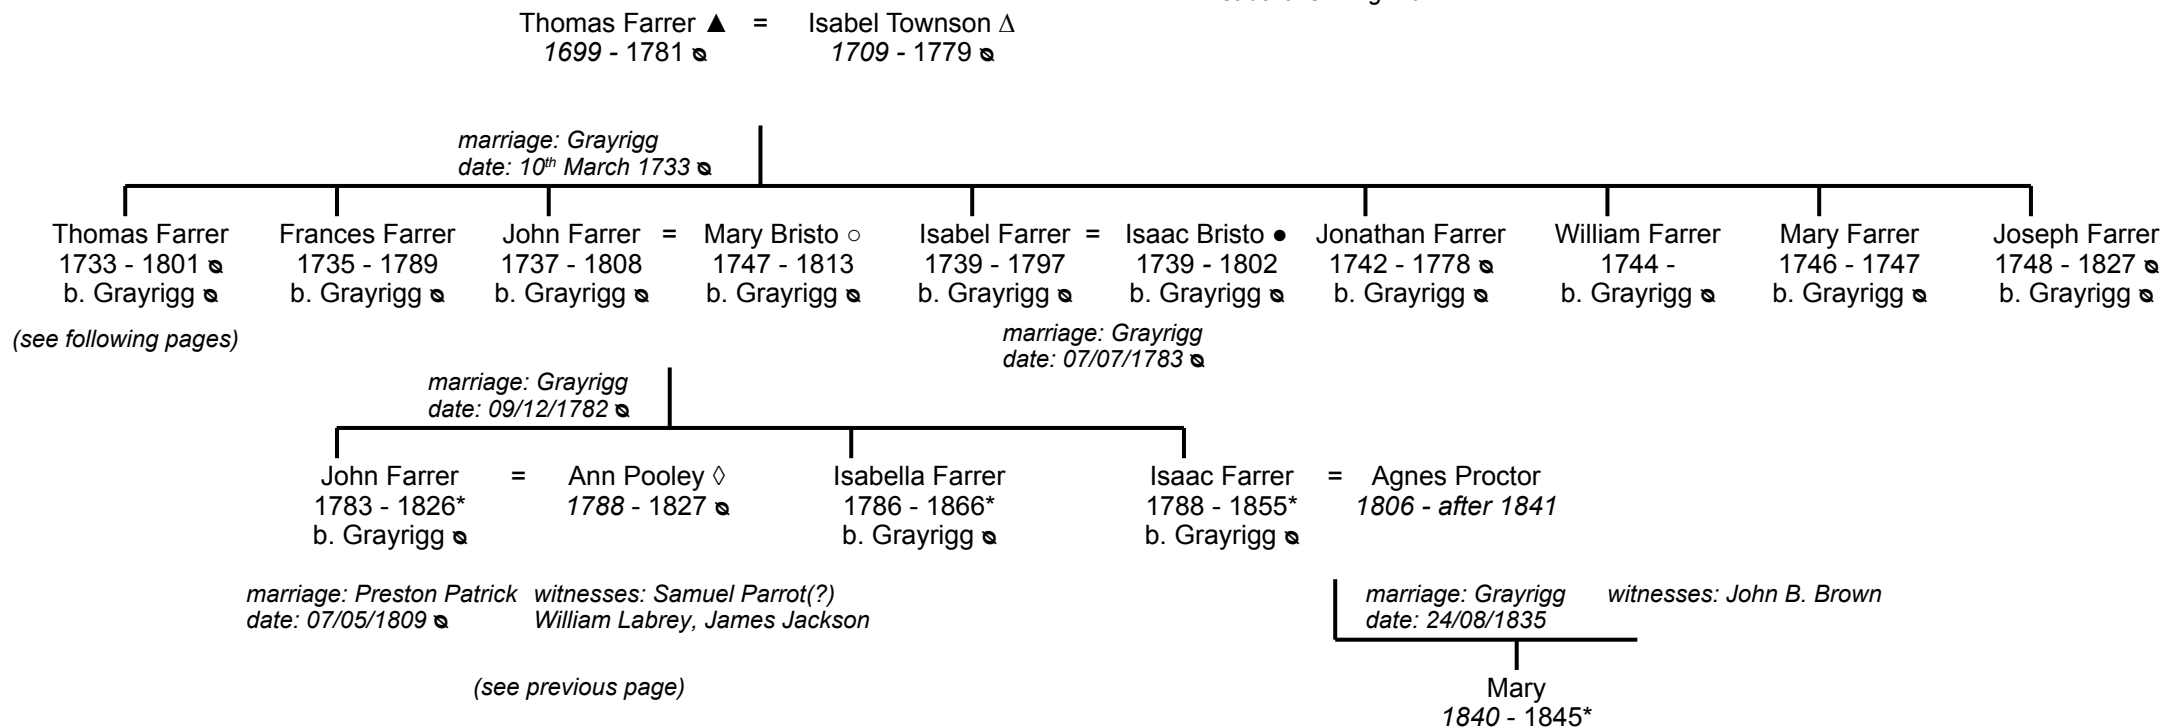 Thomas Farrer ▲ = Isabel Townson Δ
1699 - 1781 ᴓ 1709 - 1779 ᴓ
marriage: Grayrigg
date: 10th March 1733 ᴓ
Thomas Farrer Frances Farrer John Farrer = Mary Bristo ○ Isabel Farrer = Isaac Bristo ● Jonathan Farrer William Farrer Mary Farrer Joseph Farrer
1733 - 1801 ᴓ 1735 - 1789 1737 - 1808 1747 - 1813 1739 - 1797 1739 - 1802 1742 - 1778 ᴓ 1744 - 1746 - 1747 1748 - 1827 ᴓ
b. Grayrigg ᴓ b. Grayrigg ᴓ b. Grayrigg ᴓ b. Grayrigg ᴓ b. Grayrigg ᴓ b. Grayrigg ᴓ b. Grayrigg ᴓ b. Grayrigg ᴓ b. Grayrigg ᴓ b. Grayrigg ᴓ
(see following pages)
marriage: Grayrigg
date: 07/07/1783 ᴓ
marriage: Grayrigg
date: 09/12/1782 ᴓ
John Farrer = Ann Pooley ◊ Isabella Farrer Isaac Farrer = Agnes Proctor
1783 - 1826* 1788 - 1827 ᴓ 1786 - 1866* 1788 - 1855* 1806 - after 1841
b. Grayrigg ᴓ b. Grayrigg ᴓ b. Grayrigg ᴓ
marriage: Preston Patrick witnesses: Samuel Parrot(?) marriage: Grayrigg witnesses: John B. Brown
date: 07/05/1809 ᴓ William Labrey, James Jackson date: 24/08/1835
(see previous page) Mary
1840 - 1845*